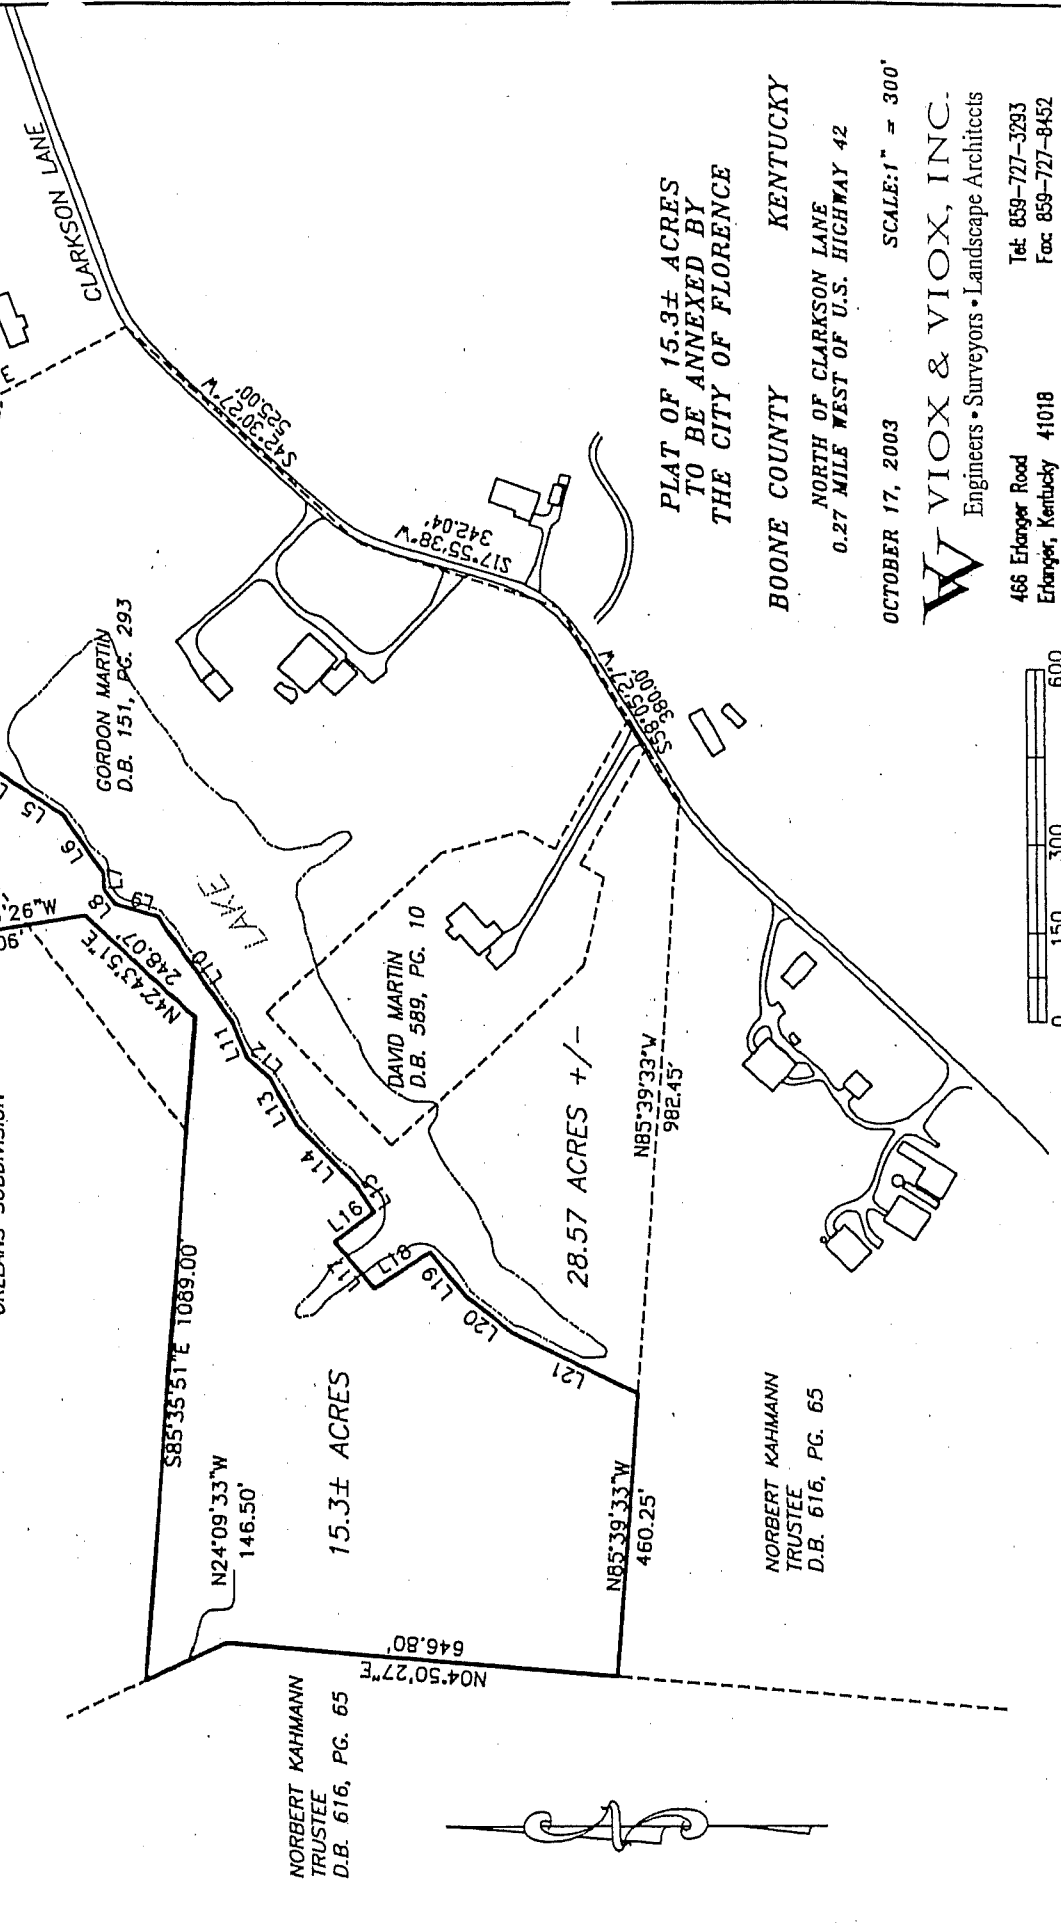 CLARKSON LANE
E
S42°30'27"W
525.00'
S17°55'38"W
342.04'
S58°05'27"W
380.00'
GORDON MARTIN
D.B. 151, PG. 293
LAKE
DAVID MARTIN
D.B. 589, PG. 10
28.57 ACRES +/-
N85°39'33"W
982.45'
L5
L6
L7
L8
L9
L10
L11
L12
L13
L14
L15
L16
L17
L18
L19
L20
L21
'26"W
N42°43'51"E
248.07'
S85°35'51"E 1089.00'
N24°09'33"W
146.50'
15.3± ACRES
N85°39'33"W
460.25'
N04°50'27"E
646.80'
NORBERT KAHMANN
TRUSTEE
D.B. 616, PG. 65
NORBERT KAHMANN
TRUSTEE
D.B. 616, PG. 65
PLAT OF 15.3± ACRES
TO BE ANNEXED BY
THE CITY OF FLORENCE
BOONE COUNTY KENTUCKY
NORTH OF CLARKSON LANE
0.27 MILE WEST OF U.S. HIGHWAY 42
OCTOBER 17, 2003 SCALE:1" = 300'
VIOX & VIOX, INC.
Engineers • Surveyors • Landscape Architects
466 Erlanger Road Tel: 859-727-3293
Erlanger, Kentucky 41018 Fax: 859-727-8452
0 150 300 600